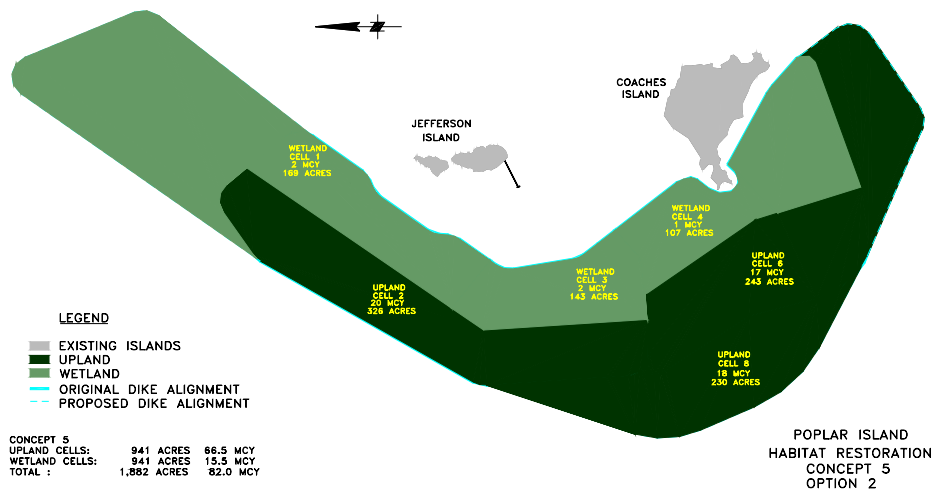 COACHES
ISLAND
JEFFERSON
ISLAND
WETLAND
CELL 1
2 MCY
169 ACRES
WETLAND
CELL 4
1 MCY
107 ACRES
WETLAND
CELL 3
2 MCY
143 ACRES
UPLAND
CELL 6
17 MCY
243 ACRES
UPLAND
CELL 2
20 MCY
326 ACRES
UPLAND
CELL 8
18 MCY
230 ACRES
LEGEND
EXISTING ISLANDS
UPLAND
WETLAND
ORIGINAL DIKE ALIGNMENT
PROPOSED DIKE ALIGNMENT
CONCEPT 5
UPLAND CELLS: 941 ACRES 66.5 MCY
WETLAND CELLS: 941 ACRES 15.5 MCY
TOTAL : 1,882 ACRES 82.0 MCY
POPLAR ISLAND
HABITAT RESTORATION
CONCEPT 5
OPTION 2